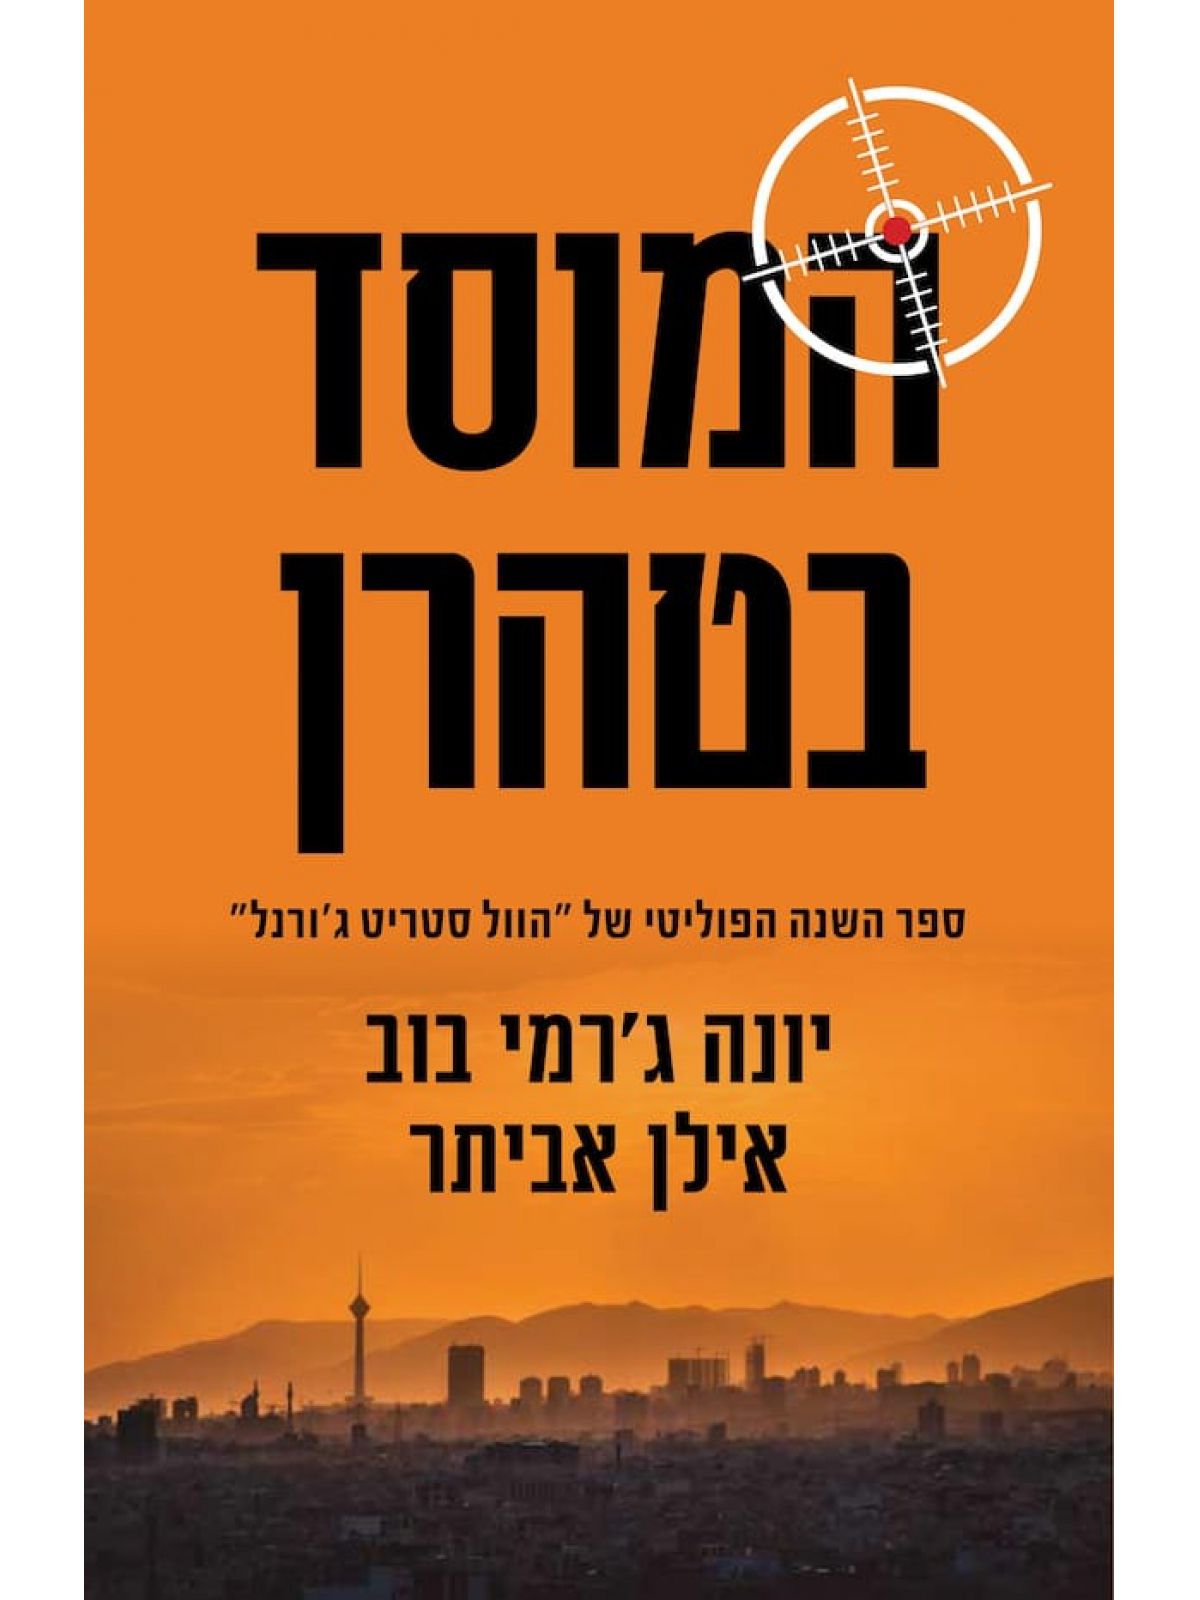 המוסד
בטהרן
ספר השנה הפוליטי של "הוול סטריט ג'ורנל"
יונה ג'רמי בוב
אילן אביתר